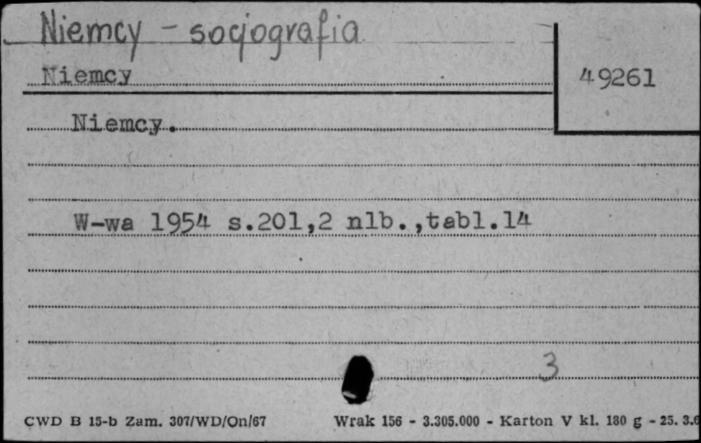 Niemcy - socjografia
Niemcy
49261
Niemcy.
W-wa 1954 s.201,2 nlb.,tabl.14
3
CWD B 15-b Zam. 307/WD/On/67 Wrak 156 - 3.305.000 - Karton V kl. 180 g - 25. 3.6